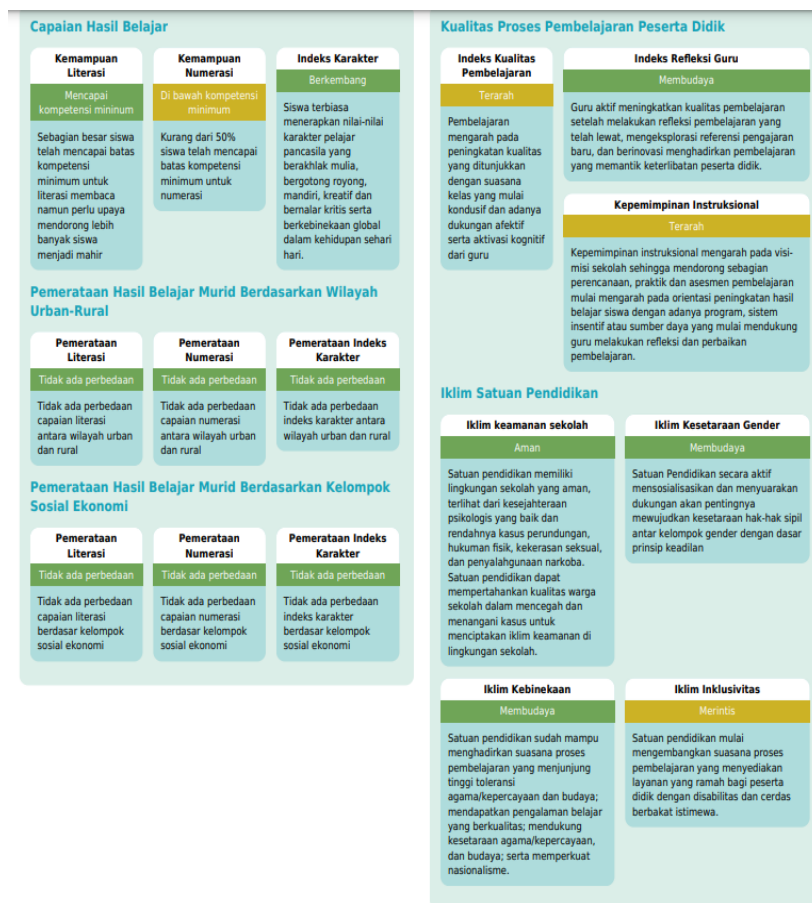 Capaian Hasil Belajar
Kemampuan
Literasi
Mencapai
kompetensi mininum
Sebagian besar siswa
telah mencapai batas
kompetensi
minimum untuk
literasi membaca
namun perlu upaya
mendorong lebih
banyak siswa
menjadi mahir
Kemampuan
Numerasi
Di bawah kompetensi
minimum
Kurang dari 50%
siswa telah mencapai
batas kompetensi
minimum untuk
numerasi
Indeks Karakter
Berkembang
Siswa terbiasa
menerapkan nilai-nilai
karakter pelajar
pancasila yang
berakhlak mulia,
bergotong royong,
mandiri, kreatif dan
bernalar kritis serta
berkebinekaan global
dalam kehidupan sehari
hari.
Pemerataan Hasil Belajar Murid Berdasarkan Wilayah
Urban-Rural
Pemerataan
Literasi
Tidak ada perbedaan
Tidak ada perbedaan
capaian literasi
antara wilayah urban
dan rural
Pemerataan
Numerasi
Tidak ada perbedaan
Tidak ada perbedaan
capaian numerasi
antara wilayah urban
dan rural
Pemerataan Indeks
Karakter
Tidak ada perbedaan
Tidak ada perbedaan
indeks karakter antara
wilayah urban dan rural
Pemerataan Hasil Belajar Murid Berdasarkan Kelompok
Sosial Ekonomi
Pemerataan
Literasi
Tidak ada perbedaan
Tidak ada perbedaan
capaian literasi
berdasar kelompok
sosial ekonomi
Pemerataan
Numerasi
Tidak ada perbedaan
Tidak ada perbedaan
capaian numerasi
berdasar kelompok
sosial ekonomi
Pemerataan Indeks
Karakter
Tidak ada perbedaan
Tidak ada perbedaan
indeks karakter
berdasar kelompok
sosial ekonomi
Kualitas Proses Pembelajaran Peserta Didik
Indeks Kualitas
Pembelajaran
Terarah
Pembelajaran
mengarah pada
peningkatan kualitas
yang ditunjukkan
dengan suasana
kelas yang mulai
kondusif dan adanya
dukungan afektif
serta aktivasi kognitif
dari guru
Indeks Refleksi Guru
Membudaya
Guru aktif meningkatkan kualitas pembelajaran
setelah melakukan refleksi pembelajaran yang
telah lewat, mengeksplorasi referensi pengajaran
baru, dan berinovasi menghadirkan pembelajaran
yang memantik keterlibatan peserta didik.
Kepemimpinan Instruksional
Terarah
Kepemimpinan instruksional mengarah pada visi-
misi sekolah sehingga mendorong sebagian
perencanaan, praktik dan asesmen pembelajaran
mulai mengarah pada orientasi peningkatan hasil
belajar siswa dengan adanya program, sistem
insentif atau sumber daya yang mulai mendukung
guru melakukan refleksi dan perbaikan
pembelajaran.
Iklim Satuan Pendidikan
Iklim keamanan sekolah
Aman
Satuan pendidikan memiliki
lingkungan sekolah yang aman,
terlihat dari kesejahteraan
psikologis yang baik dan
rendahnya kasus perundungan,
hukuman fisik, kekerasan seksual,
dan penyalahgunaan narkoba.
Satuan pendidikan dapat
mempertahankan kualitas warga
sekolah dalam mencegah dan
menangani kasus untuk
menciptakan iklim keamanan di
lingkungan sekolah.
Iklim Kesetaraan Gender
Membudaya
Satuan Pendidikan secara aktif
mensosialisasikan dan menyuarakan
dukungan akan pentingnya
mewujudkan kesetaraan hak-hak sipil
antar kelompok gender dengan dasar
prinsip keadilan
Iklim Kebinekaan
Membudaya
Satuan pendidikan sudah mampu
menghadirkan suasana proses
pembelajaran yang menjunjung
tinggi toleransi
agama/kepercayaan dan budaya;
mendapatkan pengalaman belajar
yang berkualitas; mendukung
kesetaraan agama/kepercayaan,
dan budaya; serta memperkuat
nasionalisme.
Iklim Inklusivitas
Merintis
Satuan pendidikan mulai
mengembangkan suasana proses
pembelajaran yang menyediakan
layanan yang ramah bagi peserta
didik dengan disabilitas dan cerdas
berbakat istimewa.